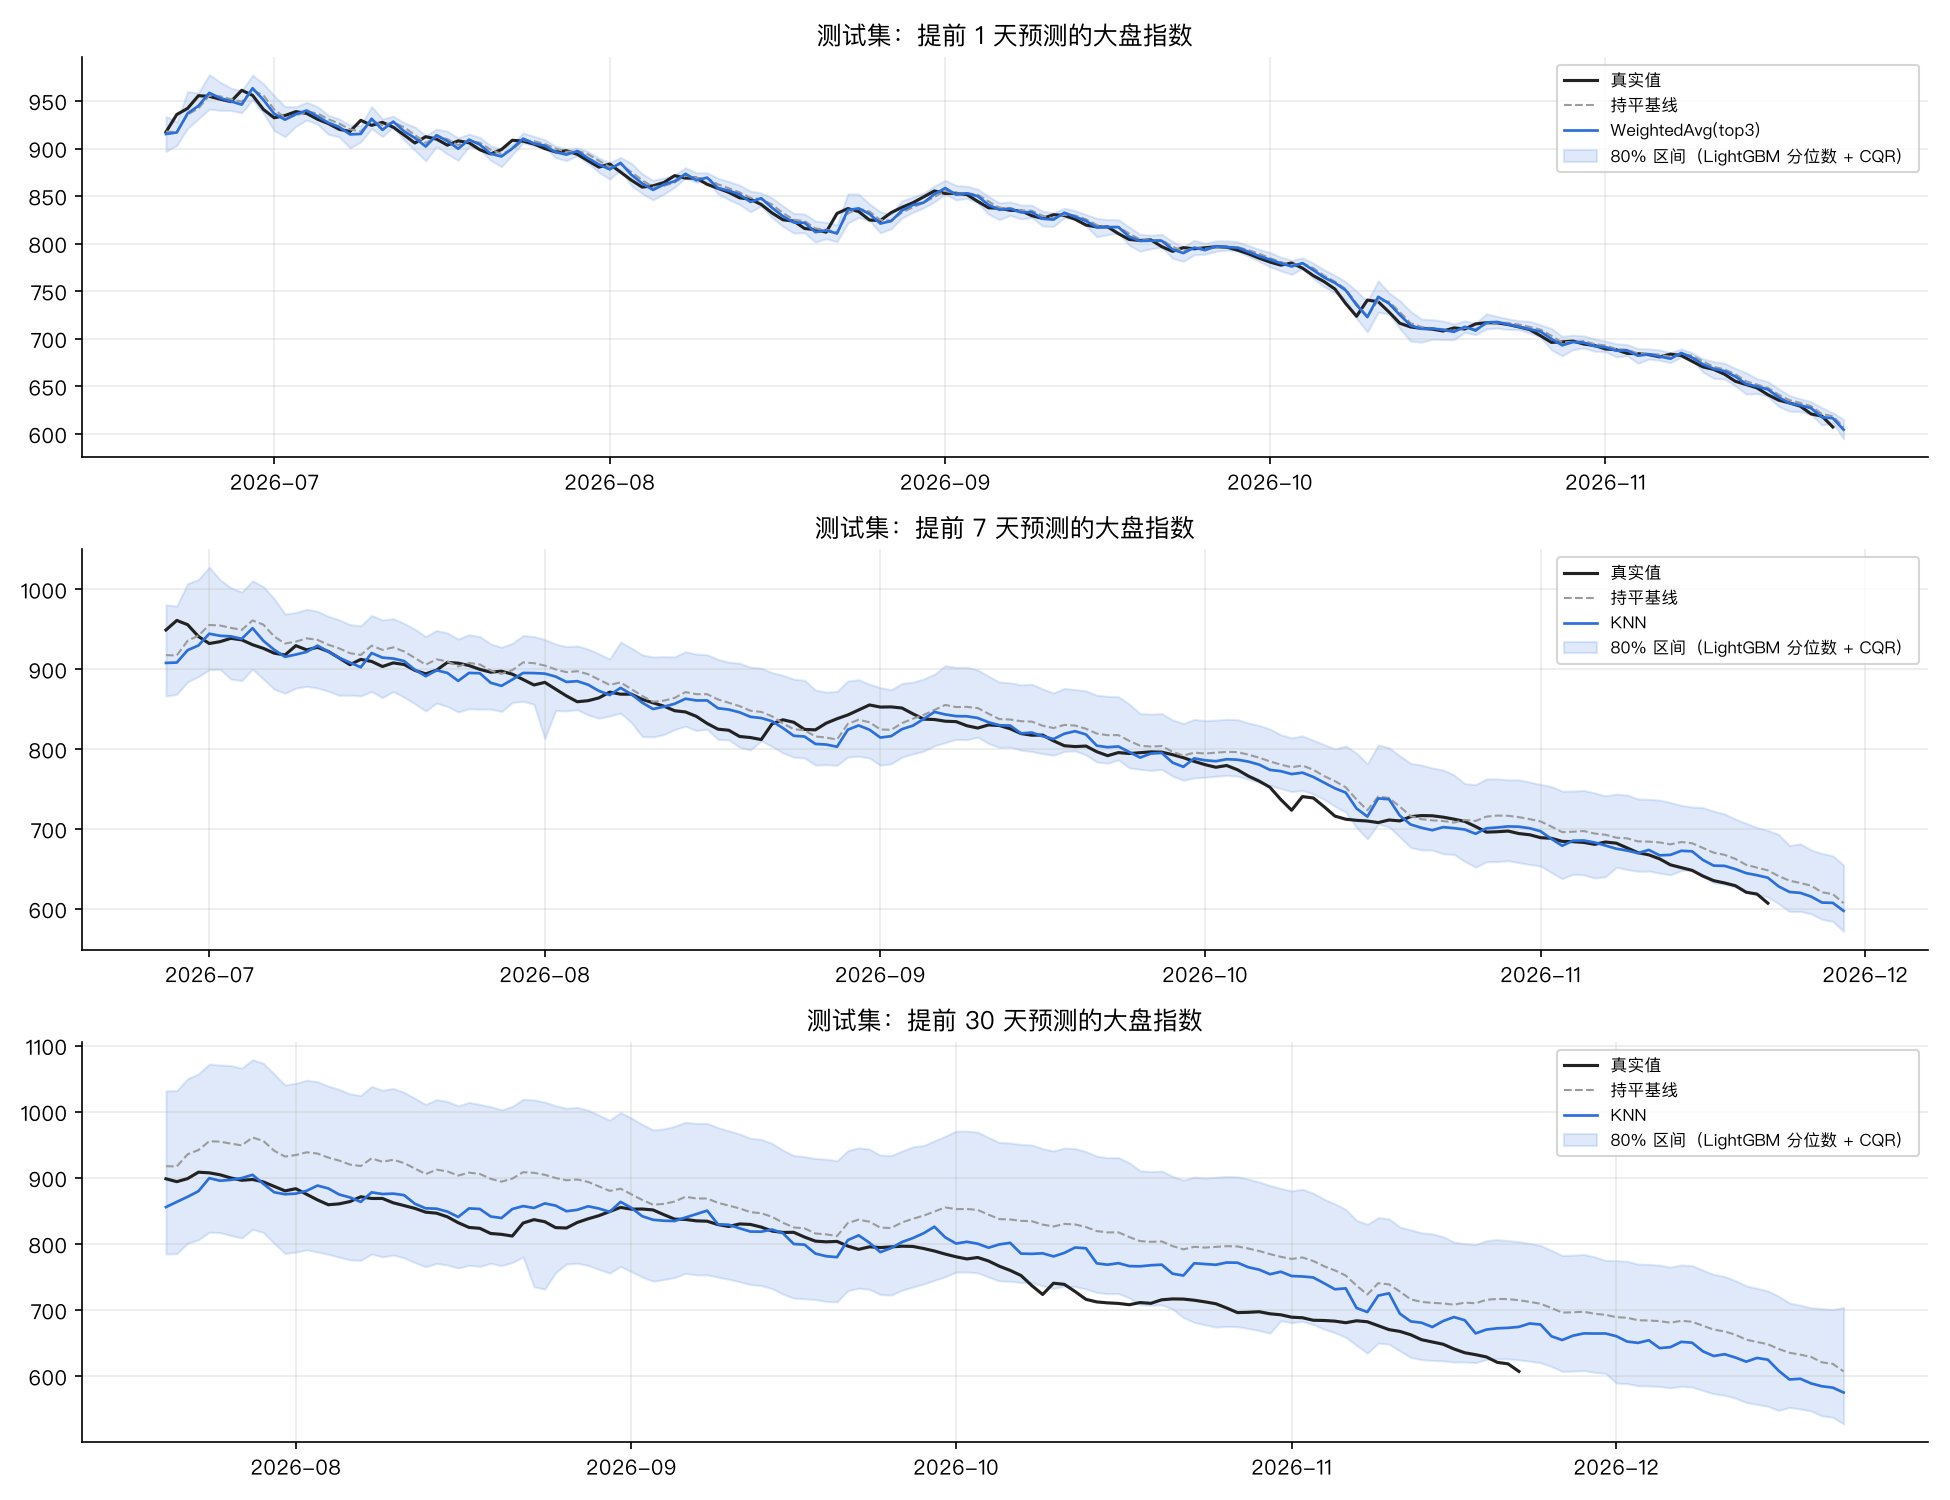 测试集：提前 1 天预测的大盘指数
真实值
持平基线
WeightedAvg(top3)
80% 区间（LightGBM 分位数 + CQR）
950
900
850
800
750
700
650
600
2026-07
2026-08
2026-09
2026-10
2026-11
测试集：提前 7 天预测的大盘指数
真实值
持平基线
KNN
80% 区间（LightGBM 分位数 + CQR）
1000
900
800
700
600
2026-07
2026-08
2026-09
2026-10
2026-11
2026-12
测试集：提前 30 天预测的大盘指数
真实值
持平基线
KNN
80% 区间（LightGBM 分位数 + CQR）
1100
1000
900
800
700
600
2026-08
2026-09
2026-10
2026-11
2026-12